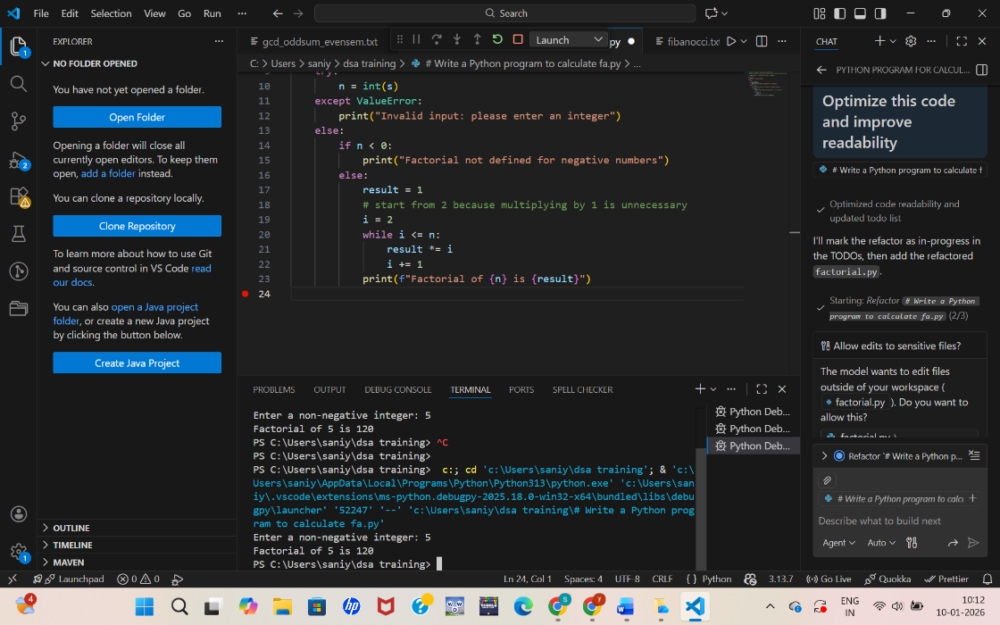 File Edit Selection View Go Run ··· Search
EXPLORER ···
NO FOLDER OPENED
You have not yet opened a folder.
Open Folder
Opening a folder will close all
currently open editors. To keep them
open, add a folder instead.
You can clone a repository locally.
Clone Repository
To learn more about how to use Git
and source control in VS Code read
our docs.
You can also open a Java project
folder, or create a new Java project
by clicking the button below.
Create Java Project
OUTLINE
TIMELINE
MAVEN
gcd_oddsum_evensem.txt Launch py fibanocci.txt
C: > Users > saniy > dsa training > # Write a Python program to calculate fa.py > ...
try:
10 n = int(s)
11 except ValueError:
12 print("Invalid input: please enter an integer")
13 else:
14 if n < 0:
15 print("Factorial not defined for negative numbers")
16 else:
17 result = 1
18 # start from 2 because multiplying by 1 is unnecessary
19 i = 2
20 while i <= n:
21 result *= i
22 i += 1
23 print(f"Factorial of {n} is {result}")
24
PROBLEMS OUTPUT DEBUG CONSOLE TERMINAL PORTS SPELL CHECKER
Enter a non-negative integer: 5
Factorial of 5 is 120
PS C:\Users\saniy\dsa training> ^C
PS C:\Users\saniy\dsa training>
PS C:\Users\saniy\dsa training> c:; cd 'c:\Users\saniy\dsa training'; & 'c:\
Users\saniy\AppData\Local\Programs\Python\Python313\python.exe' 'c:\Users\san
iy\.vscode\extensions\ms-python.debugpy-2025.18.0-win32-x64\bundled\libs\debu
gpy\launcher' '52247' '--' 'c:\Users\saniy\dsa training\# Write a Python prog
ram to calculate fa.py'
Enter a non-negative integer: 5
Factorial of 5 is 120
PS C:\Users\saniy\dsa training>
Python Deb...
Python Deb...
Python Deb...
CHAT
PYTHON PROGRAM FOR CALCUL...
Optimize this code
and improve
readability
# Write a Python program to calculate f
Optimized code readability and
updated todo list
I'll mark the refactor as in-progress in
the TODOs, then add the refactored
factorial.py.
Starting: Refactor # Write a Python
program to calculate fa.py (2/3)
Allow edits to sensitive files?
The model wants to edit files
outside of your workspace (
factorial.py ). Do you want to
allow this?
factorial.py
Refactor `# Write a Python p...
# Write a Python program to calcu
Describe what to build next
Agent Auto
Launchpad 0 0 Ln 24, Col 1 Spaces: 4 UTF-8 CRLF { } Python 3.13.7 Go Live Quokka Prettier
ENG
IN
10:12
10-01-2026